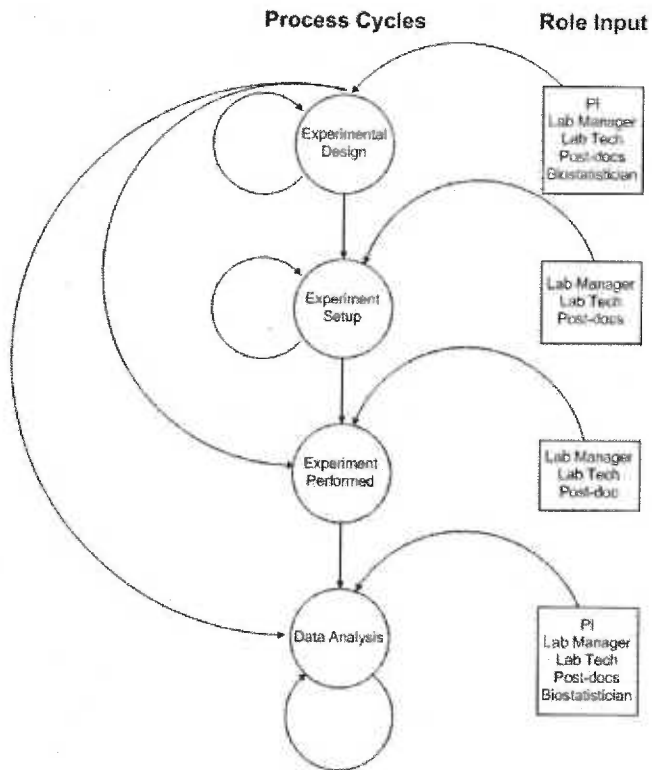 Process Cycles
Role Input
Experimental
Design
PI
Lab Manager
Lab Tech
Post-docs
Biostatistician
Experiment
Setup
Lab Manager
Lab Tech
Post-docs
Experiment
Performed
Lab Manager
Lab Tech
Post-doc
Data Analysis
PI
Lab Manager
Lab Tech
Post-docs
Biostatistician